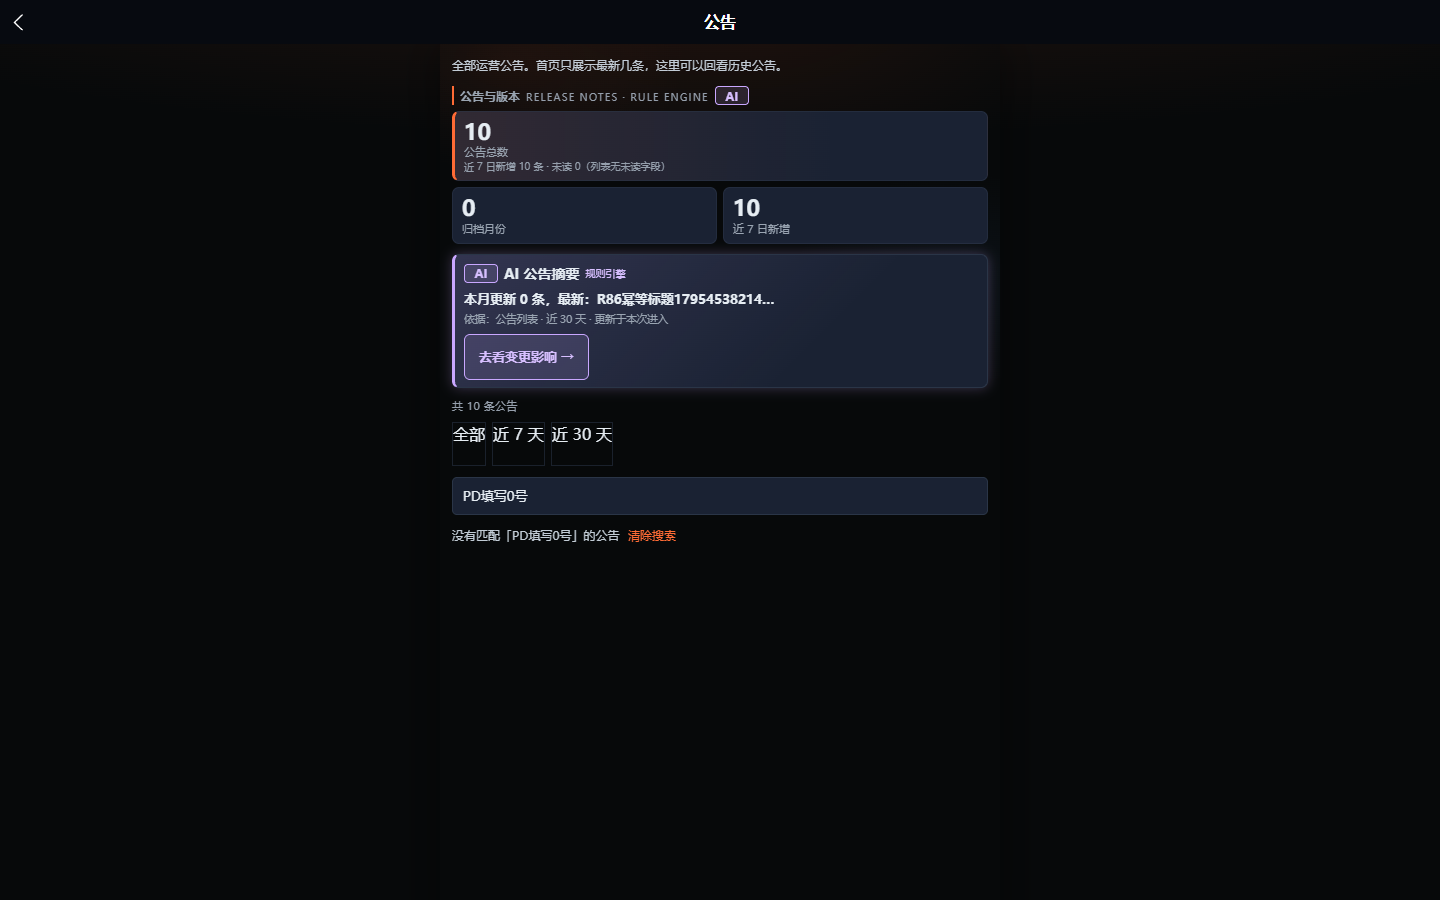 公告
全部运营公告。首页只展示最新几条，这里可以回看历史公告。
公告与版本 RELEASE NOTES · RULE ENGINE AI
10
公告总数
近 7 日新增 10 条 · 未读 0（列表无未读字段）
0
归档月份
10
近 7 日新增
AI AI 公告摘要 规则引擎
本月更新 0 条，最新：R86幂等标题17954538214...
依据：公告列表 · 近 30 天 · 更新于本次进入
去看变更影响 →
共 10 条公告
全部 近 7 天 近 30 天
PD填写0号
没有匹配「PD填写0号」的公告 清除搜索